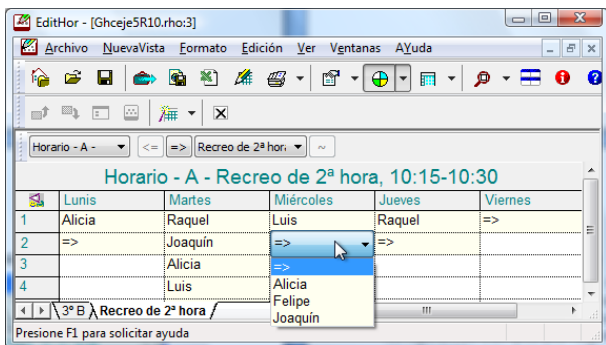 EditHor - [Ghceje5R10.rho:3]
Archivo NuevaVista Formato Edición Ver Ventanas AYuda
Horario - A - <= => Recreo de 2ª hora ~
Horario - A - Recreo de 2ª hora, 10:15-10:30
Lunis Martes Miércoles Jueves Viernes
1 Alicia Raquel Luis Raquel =>
2 => Joaquín => =>
3 Alicia =>
4 Luis Alicia
Felipe
Joaquín
3º B Recreo de 2ª hora
Presione F1 para solicitar ayuda